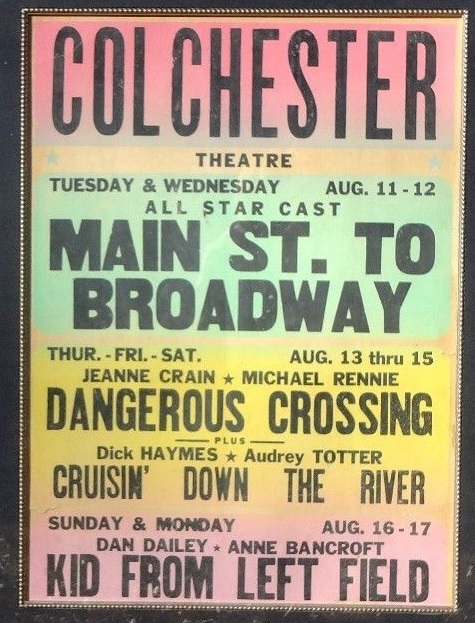 COLCHESTER
THEATRE
TUESDAY & WEDNESDAY AUG. 11-12
ALL STAR CAST
MAIN ST. TO
BROADWAY
THUR.-FRI.-SAT. AUG. 13 thru 15
JEANNE CRAIN ★ MICHAEL RENNIE
DANGEROUS CROSSING
PLUS
Dick HAYMES ★ Audrey TOTTER
CRUISIN' DOWN THE RIVER
SUNDAY & MONDAY AUG. 16-17
DAN DAILEY ★ ANNE BANCROFT
KID FROM LEFT FIELD